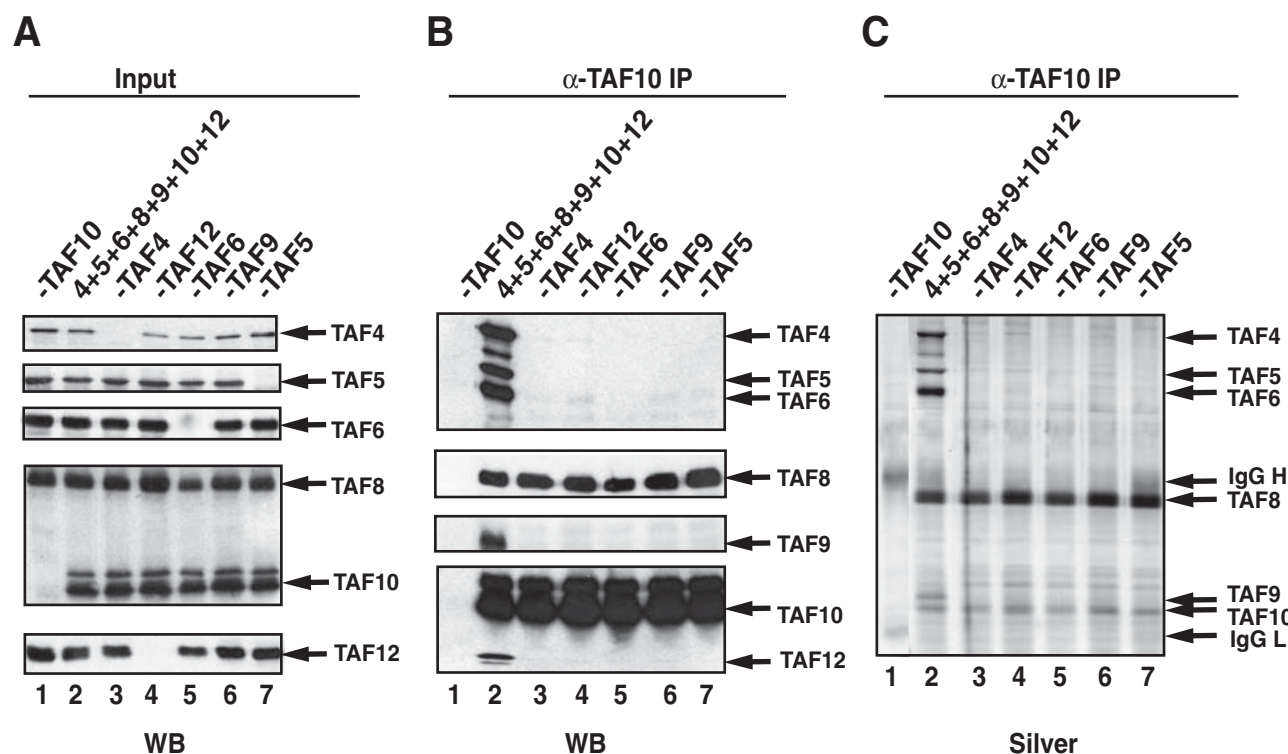 A
Input
-TAF10
4+5+6+8+9+10+12
-TAF4
-TAF12
-TAF6
-TAF9
-TAF5
TAF4
TAF5
TAF6
TAF8
TAF10
TAF12
1 2 3 4 5 6 7
WB
B
α-TAF10 IP
-TAF10
4+5+6+8+9+10+12
-TAF4
-TAF12
-TAF6
-TAF9
-TAF5
TAF4
TAF5
TAF6
TAF8
TAF9
TAF10
TAF12
1 2 3 4 5 6 7
WB
C
α-TAF10 IP
-TAF10
4+5+6+8+9+10+12
-TAF4
-TAF12
-TAF6
-TAF9
-TAF5
TAF4
TAF5
TAF6
IgG H
TAF8
TAF9
TAF10
IgG L
1 2 3 4 5 6 7
Silver